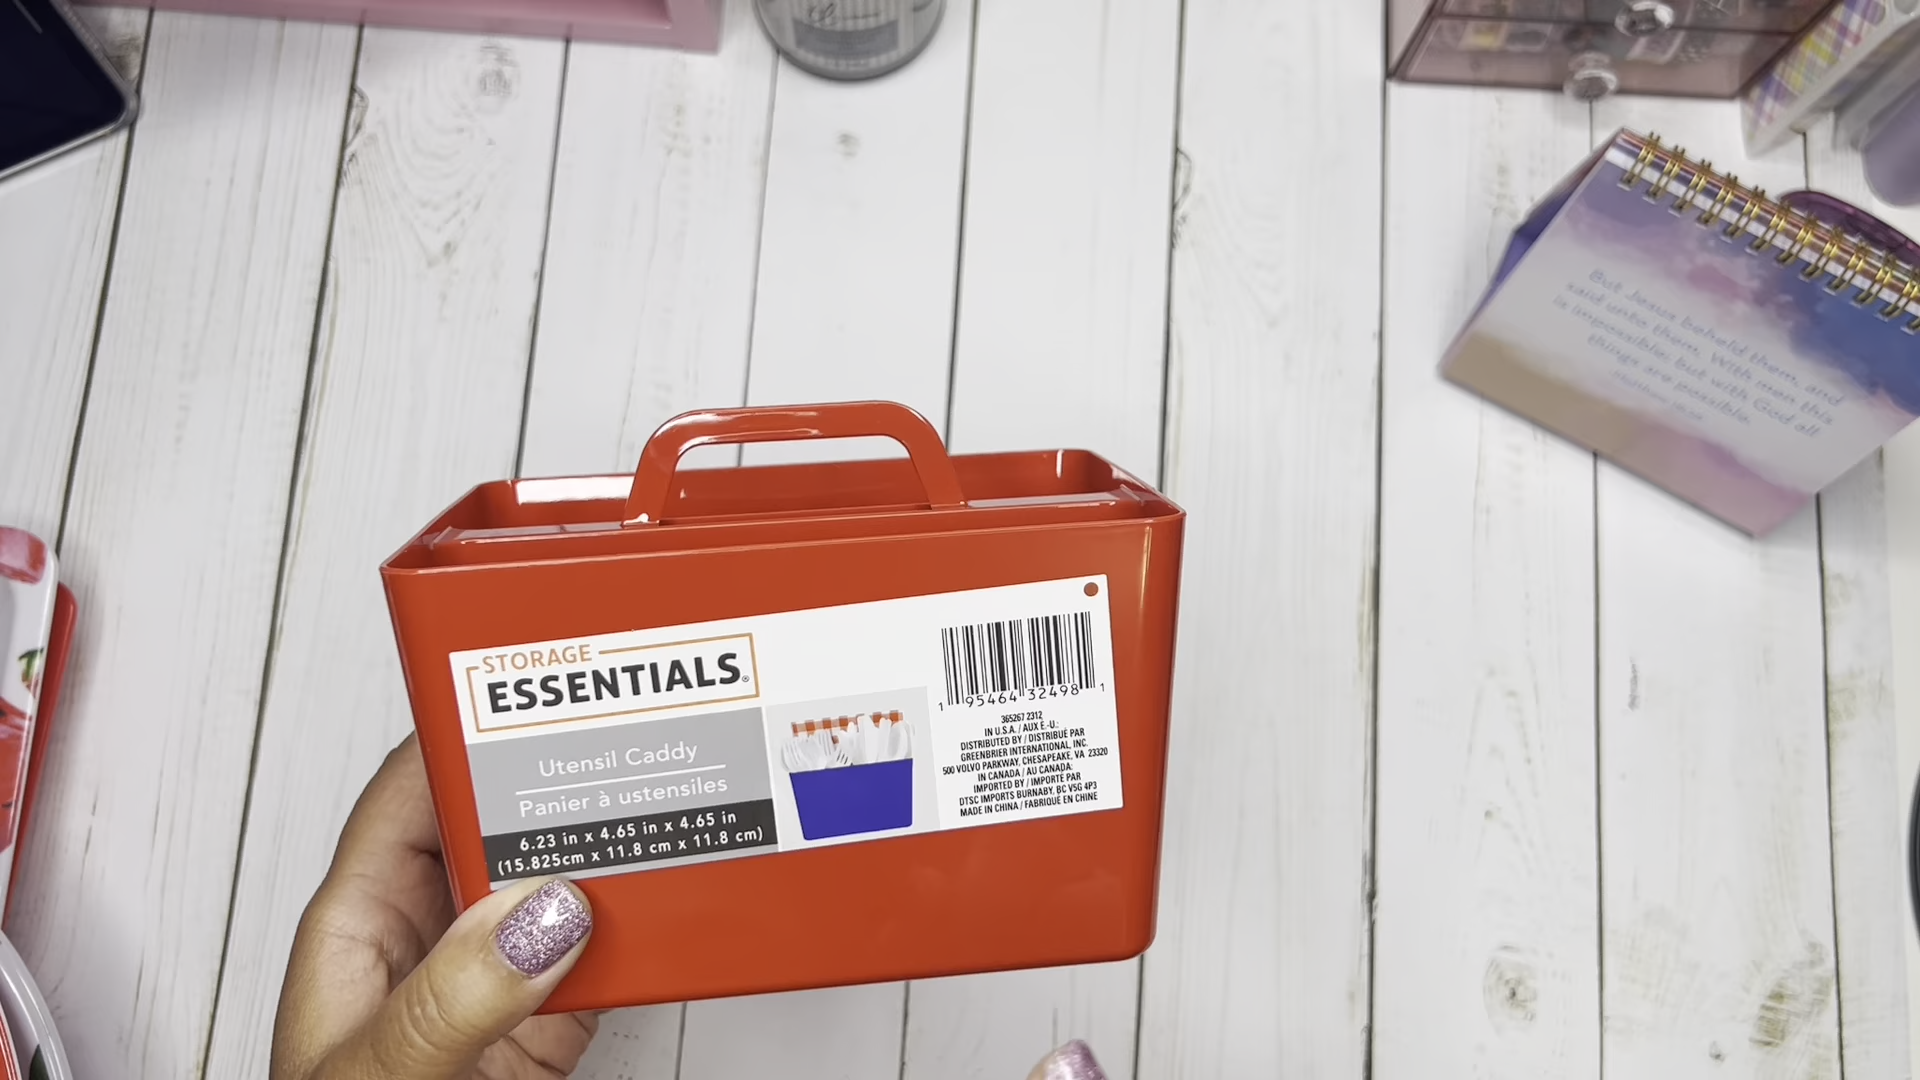 STORAGE
ESSENTIALS®
Utensil Caddy
Panier à ustensiles
6.23 in x 4.65 in x 4.65 in
(15.825cm x 11.8 cm x 11.8 cm)
1 95464 32498 1
365267 2312
IN U.S.A. / AUX É.-U.:
DISTRIBUTED BY / DISTRIBUÉ PAR
GREENBRIER INTERNATIONAL, INC.
500 VOLVO PARKWAY, CHESAPEAKE, VA 23320
IN CANADA / AU CANADA:
IMPORTED BY / IMPORTÉ PAR
DTSC IMPORTS BURNABY, BC V5G 4P3
MADE IN CHINA / FABRIQUÉ EN CHINE
But Jesus beheld them, and
said unto them, With men this
is impossible; but with God all
things are possible.